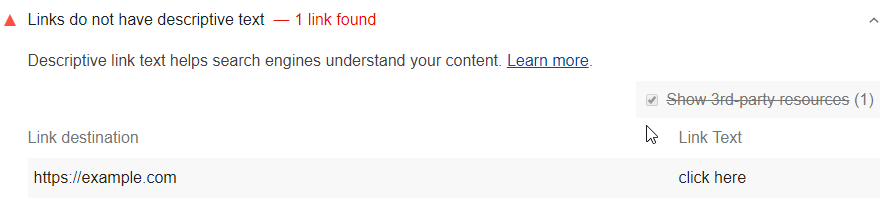 Links do not have descriptive text — 1 link found
Descriptive link text helps search engines understand your content. Learn more.
Show 3rd-party resources (1)
Link destination Link Text
https://example.com click here